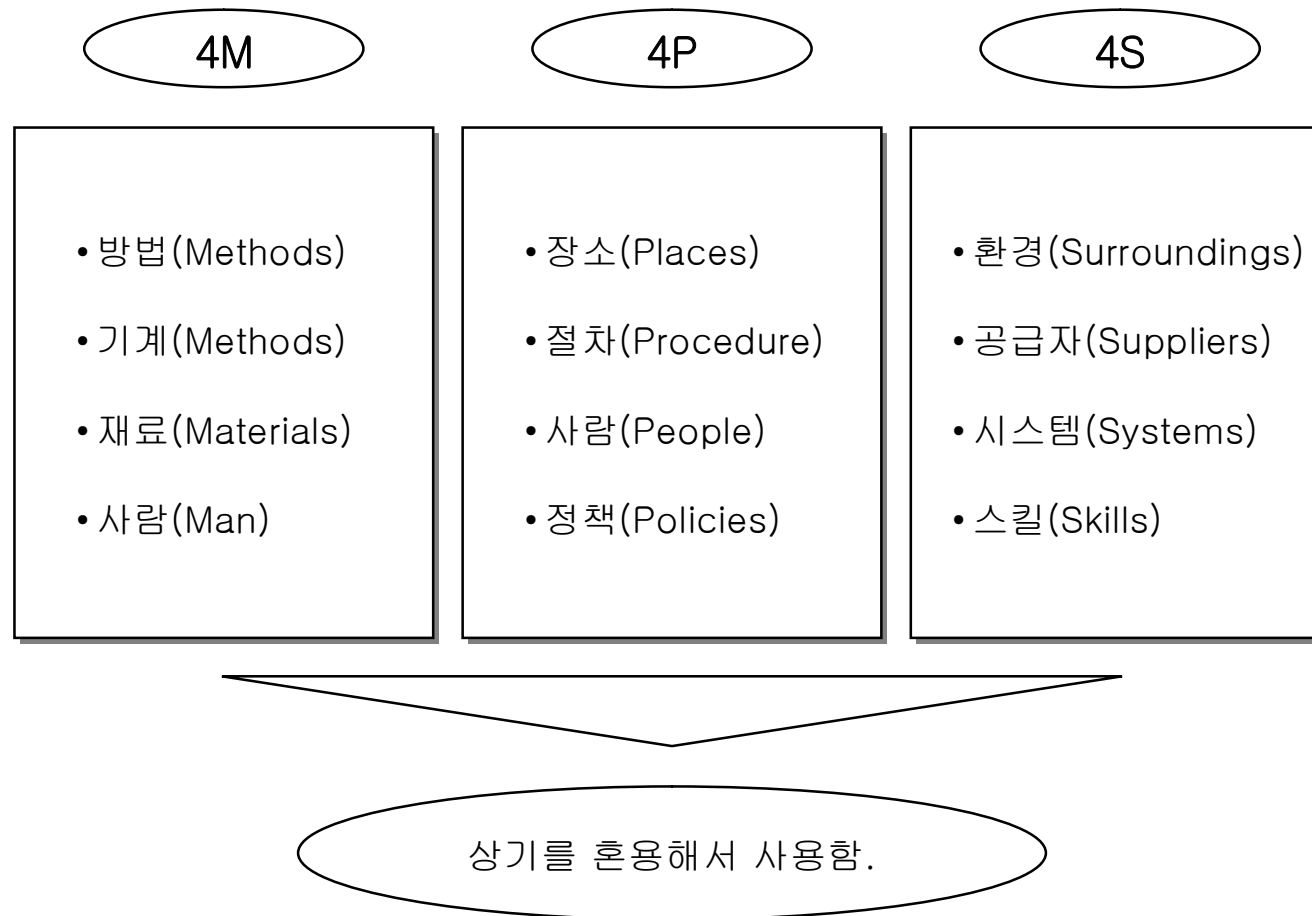 4M
4P
4S
• 방법(Methods)
• 기계(Methods)
• 재료(Materials)
• 사람(Man)
• 장소(Places)
• 절차(Procedure)
• 사람(People)
• 정책(Policies)
• 환경(Surroundings)
• 공급자(Suppliers)
• 시스템(Systems)
• 스킬(Skills)
상기를 혼용해서 사용함.